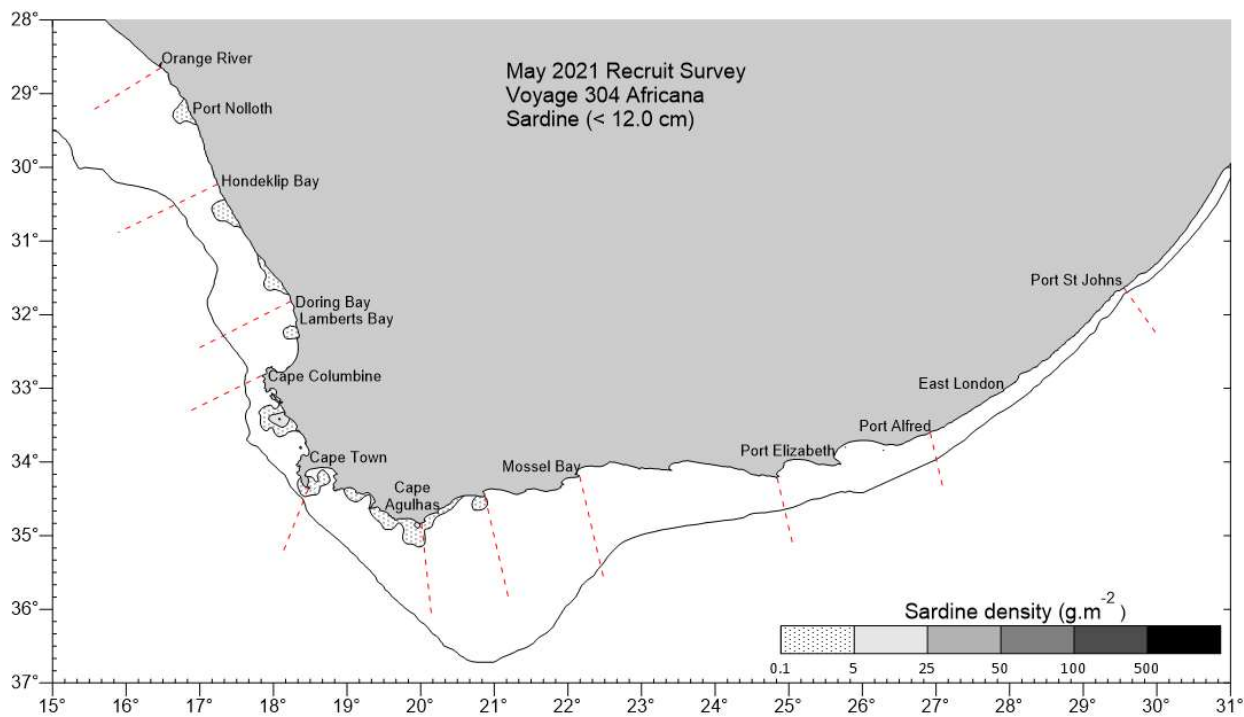 28°
Orange River
May 2021 Recruit Survey
Voyage 304 Africana
Sardine (< 12.0 cm)
29°
Port Nolloth
30°
Hondeklip Bay
31°
Port St Johns
Doring Bay
32°
Lamberts Bay
33°
Cape Columbine
East London
Port Alfred
34°
Cape Town
Mossel Bay
Port Elizabeth
Cape
Agulhas
35°
36°
Sardine density (g.m-2)
0.1 5 25 50 100 500
37°
15° 16° 17° 18° 19° 20° 21° 22° 23° 24° 25° 26° 27° 28° 29° 30° 31°